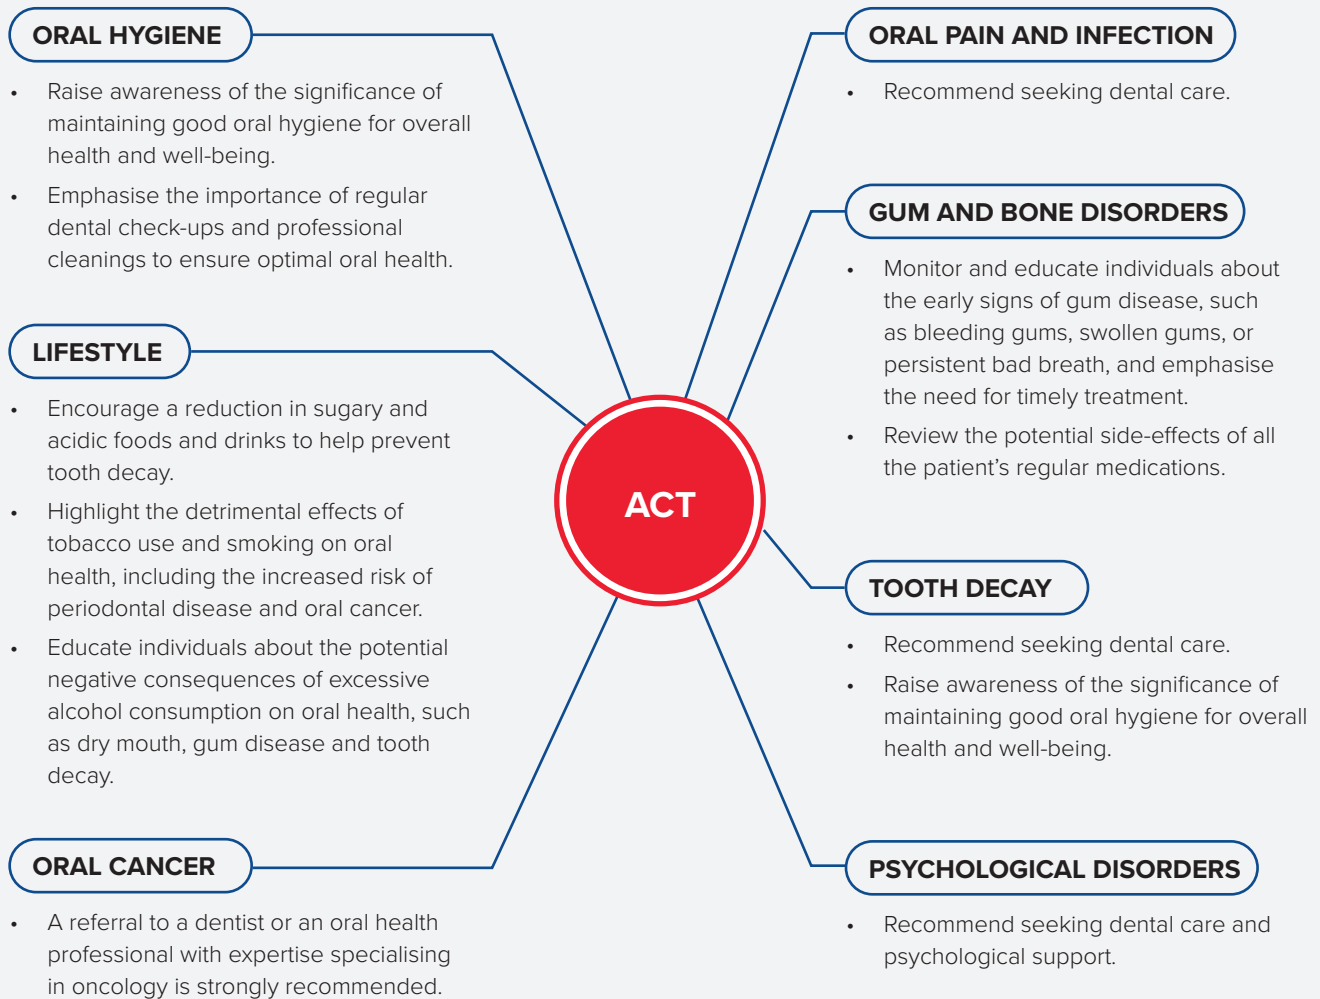 ORAL HYGIENE
• Raise awareness of the significance of
maintaining good oral hygiene for overall
health and well-being.
• Emphasise the importance of regular
dental check-ups and professional
cleanings to ensure optimal oral health.
LIFESTYLE
• Encourage a reduction in sugary and
acidic foods and drinks to help prevent
tooth decay.
• Highlight the detrimental effects of
tobacco use and smoking on oral
health, including the increased risk of
periodontal disease and oral cancer.
• Educate individuals about the potential
negative consequences of excessive
alcohol consumption on oral health, such
as dry mouth, gum disease and tooth
decay.
ORAL CANCER
• A referral to a dentist or an oral health
professional with expertise specialising
in oncology is strongly recommended.
ACT
ORAL PAIN AND INFECTION
• Recommend seeking dental care.
GUM AND BONE DISORDERS
• Monitor and educate individuals about
the early signs of gum disease, such
as bleeding gums, swollen gums, or
persistent bad breath, and emphasise
the need for timely treatment.
• Review the potential side-effects of all
the patient’s regular medications.
TOOTH DECAY
• Recommend seeking dental care.
• Raise awareness of the significance of
maintaining good oral hygiene for overall
health and well-being.
PSYCHOLOGICAL DISORDERS
• Recommend seeking dental care and
psychological support.